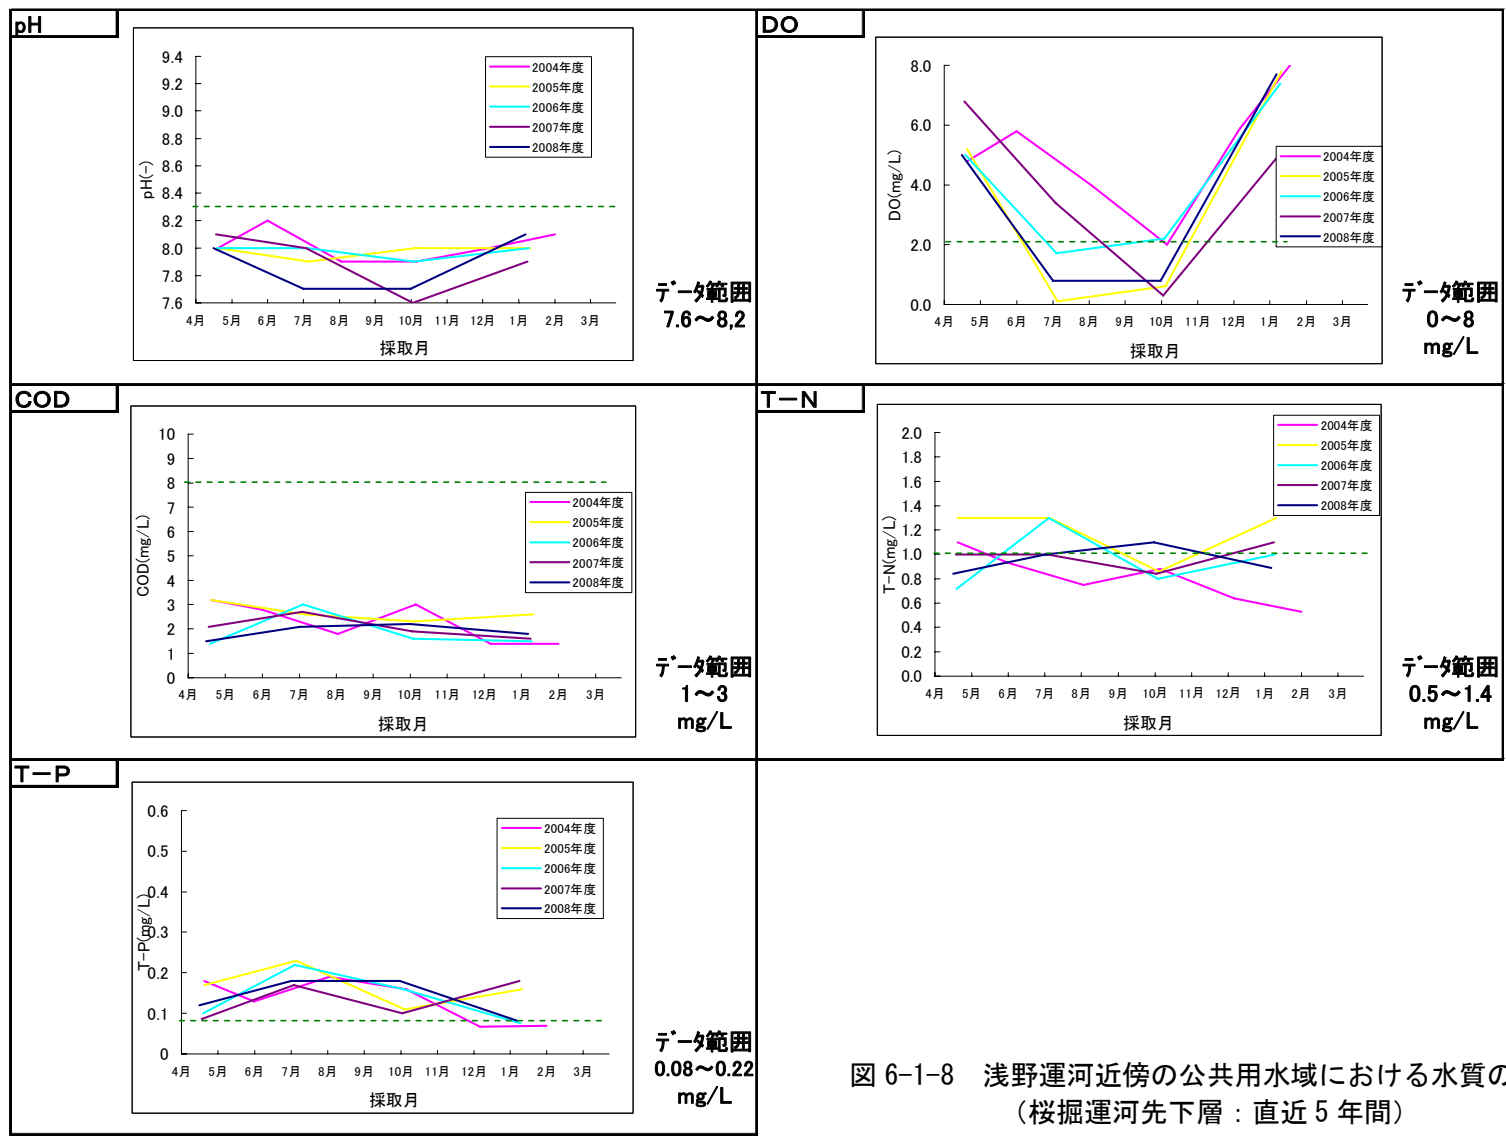 pH
9.4
9.2
9.0
8.8
8.6
8.4
8.2
8.0
7.8
7.6
pH(-)
2004年度
2005年度
2006年度
2007年度
2008年度
4月 5月 6月 7月 8月 9月 10月 11月 12月 1月 2月 3月
採取月
データ範囲
7.6～8,2
DO
8.0
6.0
4.0
2.0
0.0
DO(mg/L)
2004年度
2005年度
2006年度
2007年度
2008年度
4月 5月 6月 7月 8月 9月 10月 11月 12月 1月 2月 3月
採取月
データ範囲
0～8
mg/L
COD
10
9
8
7
6
5
4
3
2
1
0
COD(mg/L)
2004年度
2005年度
2006年度
2007年度
2008年度
4月 5月 6月 7月 8月 9月 10月 11月 12月 1月 2月 3月
採取月
データ範囲
1～3
mg/L
T－N
2.0
1.8
1.6
1.4
1.2
1.0
0.8
0.6
0.4
0.2
0.0
T-N(mg/L)
2004年度
2005年度
2006年度
2007年度
2008年度
4月 5月 6月 7月 8月 9月 10月 11月 12月 1月 2月 3月
採取月
データ範囲
0.5～1.4
mg/L
T－P
0.6
0.5
0.4
0.3
0.2
0.1
0
T-P(mg/L)
2004年度
2005年度
2006年度
2007年度
2008年度
4月 5月 6月 7月 8月 9月 10月 11月 12月 1月 2月 3月
採取月
データ範囲
0.08～0.22
mg/L
図 6-1-8　浅野運河近傍の公共用水域における水質の
（桜掘運河先下層：直近 5 年間）